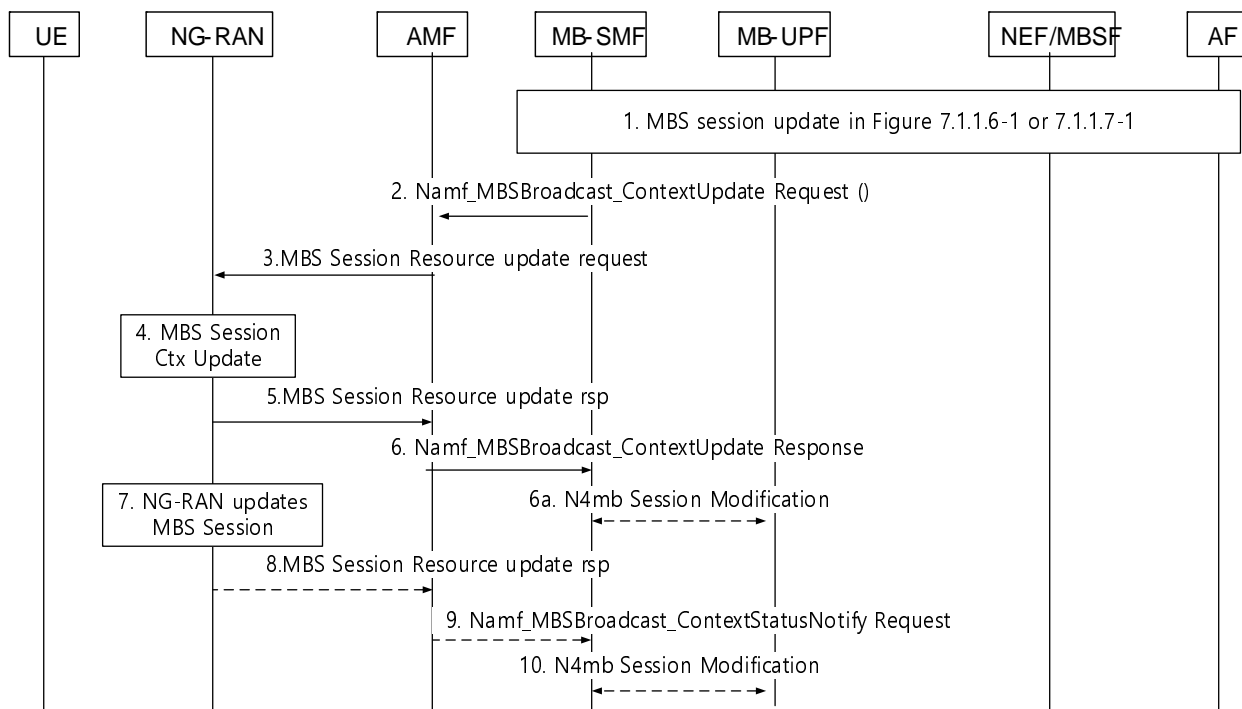 UE NG-RAN AMF MB-SMF MB-UPF NEF/MBSF AF
1. MBS session update in Figure 7.1.1.6-1 or 7.1.1.7-1
2. Namf_MBSBroadcast_ContextUpdate Request ()
3.MBS Session Resource update request
4. MBS Session
Ctx Update
5.MBS Session Resource update rsp
6. Namf_MBSBroadcast_ContextUpdate Response
7. NG-RAN updates
MBS Session
6a. N4mb Session Modification
8.MBS Session Resource update rsp
9. Namf_MBSBroadcast_ContextStatusNotify Request
10. N4mb Session Modification